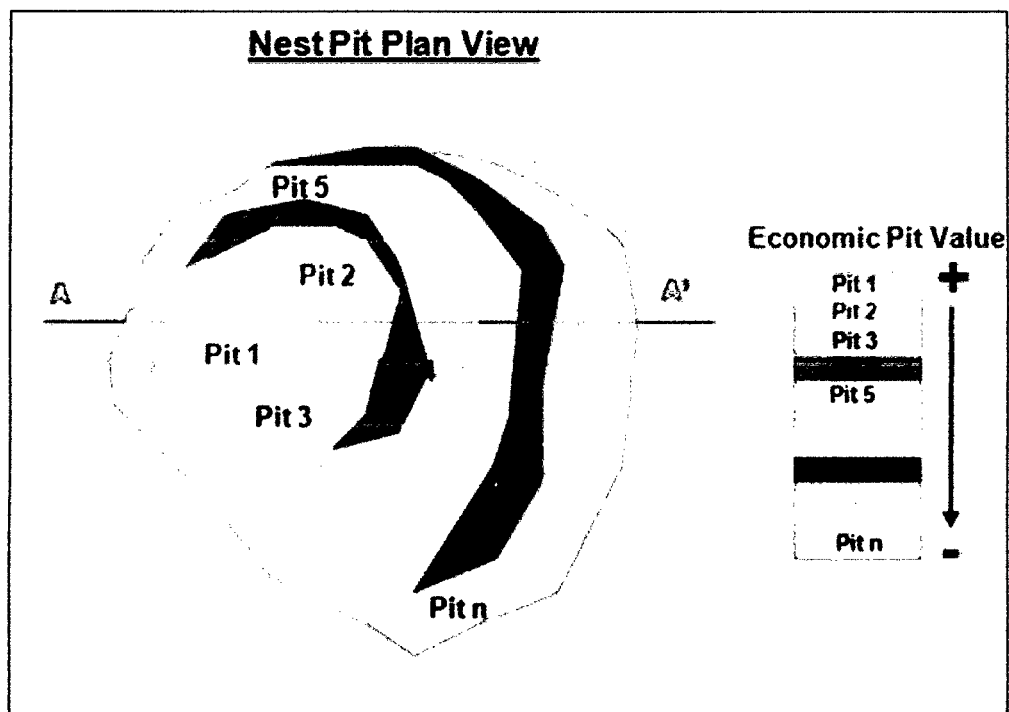 Nest Pit Plan View
Pit 5
Pit 2
A
A'
Pit 1
Pit 3
Pit n
Economic Pit Value
+
Pit 1
Pit 2
Pit 3
Pit 5
Pit n
-